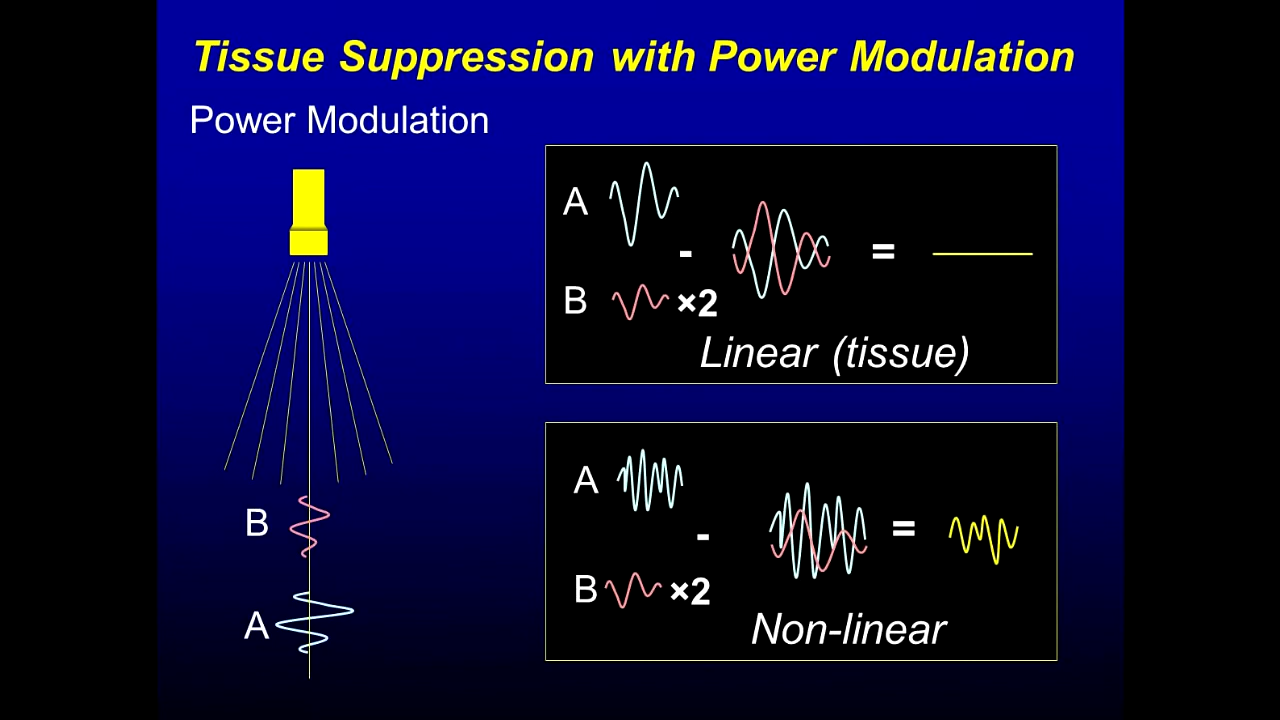 Tissue Suppression with Power Modulation
Power Modulation
A
-
=
B ×2
Linear (tissue)
A
-
=
B ×2
Non-linear
B
A